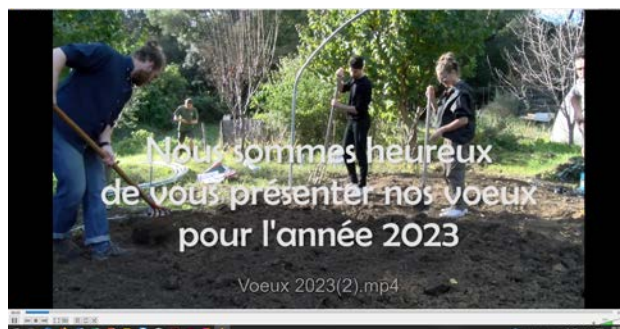 Nous sommes heureux
de vous présenter nos voeux
pour l'année 2023
Voeux 2023(2).mp4